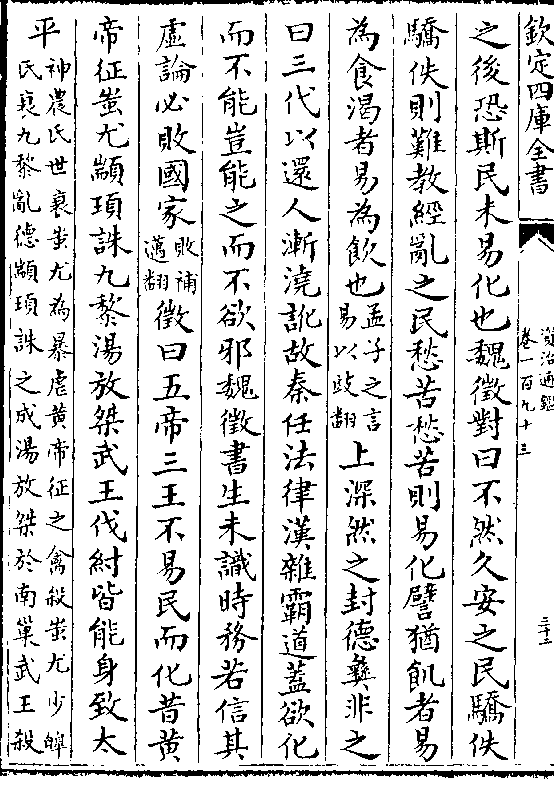 欽定四庫全書
資治通鑑
卷一百九十三
三十三
之後恐斯民未易化也魏徵對曰不然久安之民驕佚
驕佚則難教經亂之民愁苦愁苦則易化譬猶飢者易
為食渴者易為飲也孟子之言易以豉翻上深然之封德彝非之
曰三代以還人漸澆訛故秦任法律漢雜霸道蓋欲化
而不能豈能之而不欲邪魏徵書生未識時務若信其
虛論必敗國家敗補邁翻徵曰五帝三王不易民而化昔黃
帝征蚩尤顓頊誅九黎湯放桀武王伐紂皆能身致太
平神農氏世衰蚩尤為暴虐黃帝征之禽殺蚩尤少皥
氏衰九黎亂德顓頊誅之成湯放桀於南巢武王殺